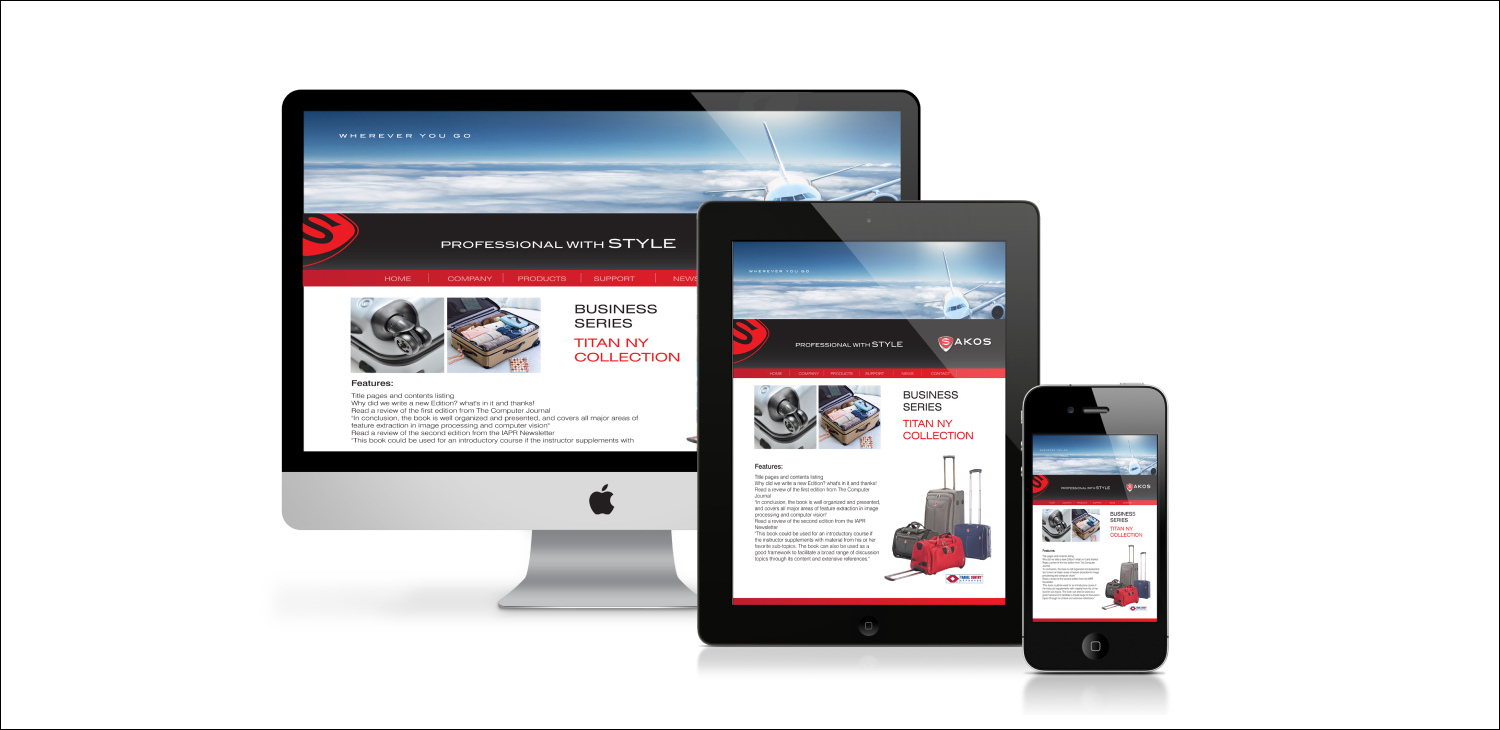 WHEREVER YOU GO
PROFESSIONAL WITH STYLE
HOME COMPANY PRODUCTS SUPPORT NEWS
BUSINESS
SERIES
TITAN NY
COLLECTION
Features:
Title pages and contents listing
Why did we write a new Edition? what's in it and thanks!
Read a review of the first edition from The Computer Journal
"In conclusion, the book is well organized and presented, and covers all major areas of
feature extraction in image processing and computer vision"
Read a review of the second edition from the IAPR Newsletter
"This book could be used for an introductory course if the instructor supplements with
WHEREVER YOU GO
PROFESSIONAL WITH STYLE
S AKOS
HOME COMPANY PRODUCTS SUPPORT NEWS CONTACT
BUSINESS
SERIES
TITAN NY
COLLECTION
Features:
Title pages and contents listing
Why did we write a new Edition? what's in it and thanks!
Read a review of the first edition from The Computer
Journal
"In conclusion, the book is well organized and presented,
and covers all major areas of feature extraction in image
processing and computer vision"
Read a review of the second edition from the IAPR
Newsletter
"This book could be used for an introductory course if
the instructor supplements with material from his or her
favorite sub-topics. The book can also be used as a
good framework to facilitate a broad range of discussion
topics through its content and extensive references."
TRAVEL SENTRY
PROFESSIONAL WITH STYLE
S AKOS
BUSINESS
SERIES
TITAN NY
COLLECTION
Features: